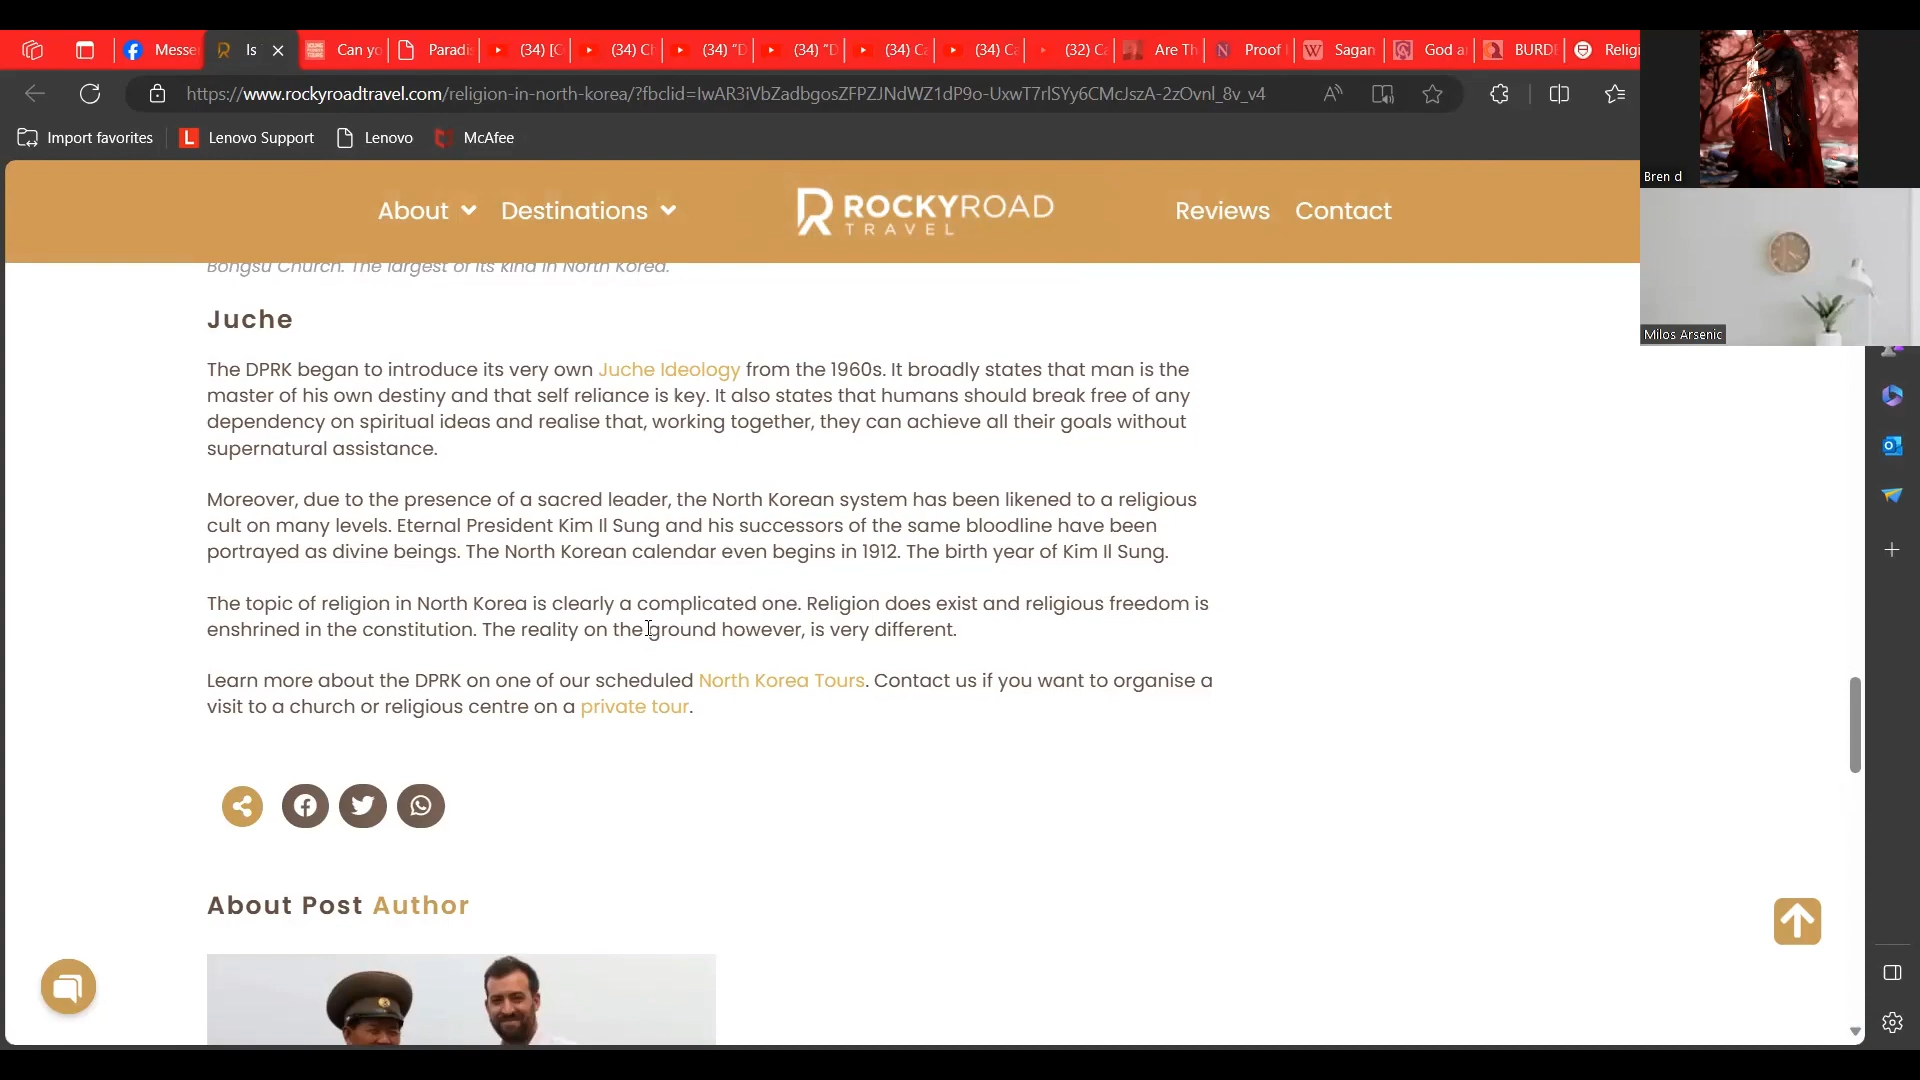 Messe
Is
Can yo
Paradis
(34) [C
(34) Ch
(34) "D
(34) "D
(34) Ca
(34) Ca
(32) Ca
Are Th
Proof
Sagan
God a
BURD
Religi
https://www.rockyroadtravel.com/religion-in-north-korea/?fbclid=IwAR3iVbZadbgosZFPZJNdWZ1dP9o-UxwT7rlSYy6CMcJszA-2zOvnl_8v_v4
Import favorites
Lenovo Support
Lenovo
McAfee
Bren d
Milos Arsenic
About
Destinations
ROCKYROAD
TRAVEL
Reviews
Contact
Bongsu Church. The largest of its kind in North Korea.
Juche
The DPRK began to introduce its very own Juche Ideology from the 1960s. It broadly states that man is the
master of his own destiny and that self reliance is key. It also states that humans should break free of any
dependency on spiritual ideas and realise that, working together, they can achieve all their goals without
supernatural assistance.
Moreover, due to the presence of a sacred leader, the North Korean system has been likened to a religious
cult on many levels. Eternal President Kim Il Sung and his successors of the same bloodline have been
portrayed as divine beings. The North Korean calendar even begins in 1912. The birth year of Kim Il Sung.
The topic of religion in North Korea is clearly a complicated one. Religion does exist and religious freedom is
enshrined in the constitution. The reality on the ground however, is very different.
Learn more about the DPRK on one of our scheduled North Korea Tours. Contact us if you want to organise a
visit to a church or religious centre on a private tour.
About Post Author